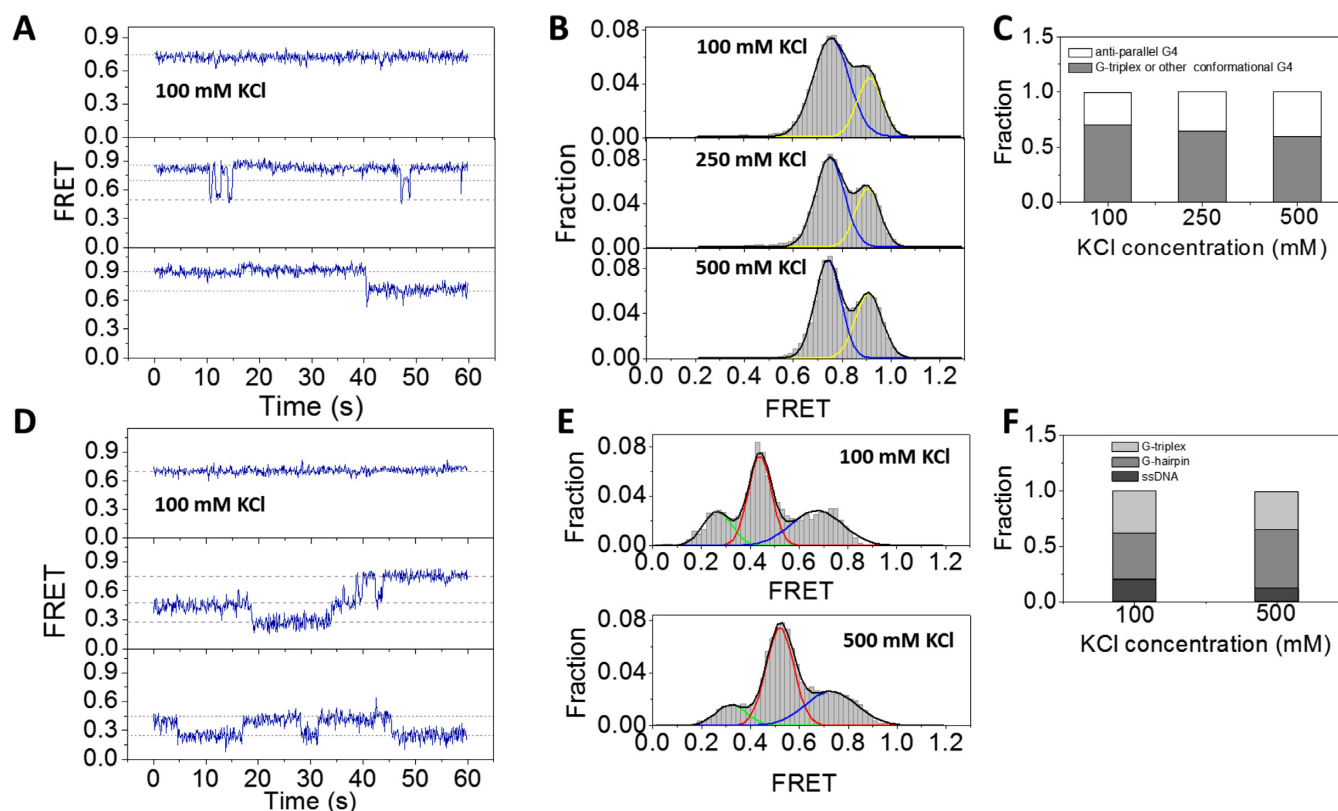 A
0.9
0.6
0.3
0.0
100 mM KCl
0.9
0.6
0.3
0.0
0.9
0.6
0.3
0.0
FRET
0 10 20 30 40 50 60
Time (s)
B
0.08
0.04
0.00
100 mM KCl
0.08
0.04
0.00
250 mM KCl
0.08
0.04
0.00
500 mM KCl
Fraction
0.0 0.2 0.4 0.6 0.8 1.0 1.2
FRET
C
1.5
1.0
0.5
0.0
Fraction
anti-parallel G4
G-triplex or other conformational G4
100 250 500
KCl concentration (mM)
D
0.9
0.6
0.3
0.0
100 mM KCl
0.9
0.6
0.3
0.0
0.9
0.6
0.3
0.0
FRET
0 10 20 30 40 50 60
Time (s)
E
0.08
0.04
0.00
Fraction
100 mM KCl
0.0 0.2 0.4 0.6 0.8 1.0 1.2
FRET
0.08
0.04
0.00
Fraction
500 mM KCl
0.0 0.2 0.4 0.6 0.8 1.0 1.2
FRET
F
1.5
1.0
0.5
0.0
Fraction
G-triplex
G-hairpin
ssDNA
100 500
KCl concentration (mM)